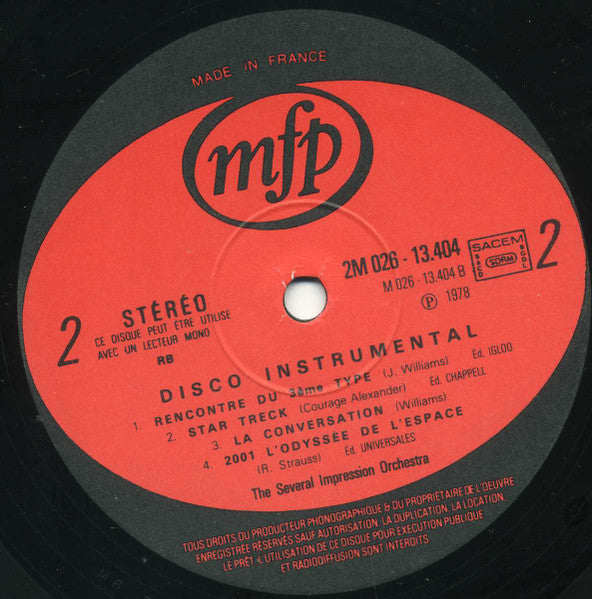 MADE IN FRANCE
mfp
2M 026 - 13.404
M 026 - 13.404 B
℗ 1978
SACEM
SACD SDRM SGDL
2
2
STÉRÉO
CE DISQUE PEUT ÊTRE UTILISE
AVEC UN LECTEUR MONO
RB
DISCO INSTRUMENTAL
1. RENCONTRE DU 3ème TYPE (J. Williams) Ed. IGLOO
2. STAR TRECK (Courage Alexander) Ed. CHAPPELL
3. LA CONVERSATION (Williams)
4. 2001 L'ODYSSÉE DE L'ESPACE
(R. Strauss) Ed. UNIVERSALES
The Several Impression Orchestra
TOUS DROITS DU PRODUCTEUR PHONOGRAPHIQUE & DU PROPRIÉTAIRE DE L'OEUVRE
ENREGISTRÉE RÉSERVÉS SAUF AUTORISATION, LA DUPLICATION, LA LOCATION,
LE PRÊT & L'UTILISATION DE CE DISQUE POUR EXECUTION PUBLIQUE
ET RADIODIFFUSION SONT INTERDITS.